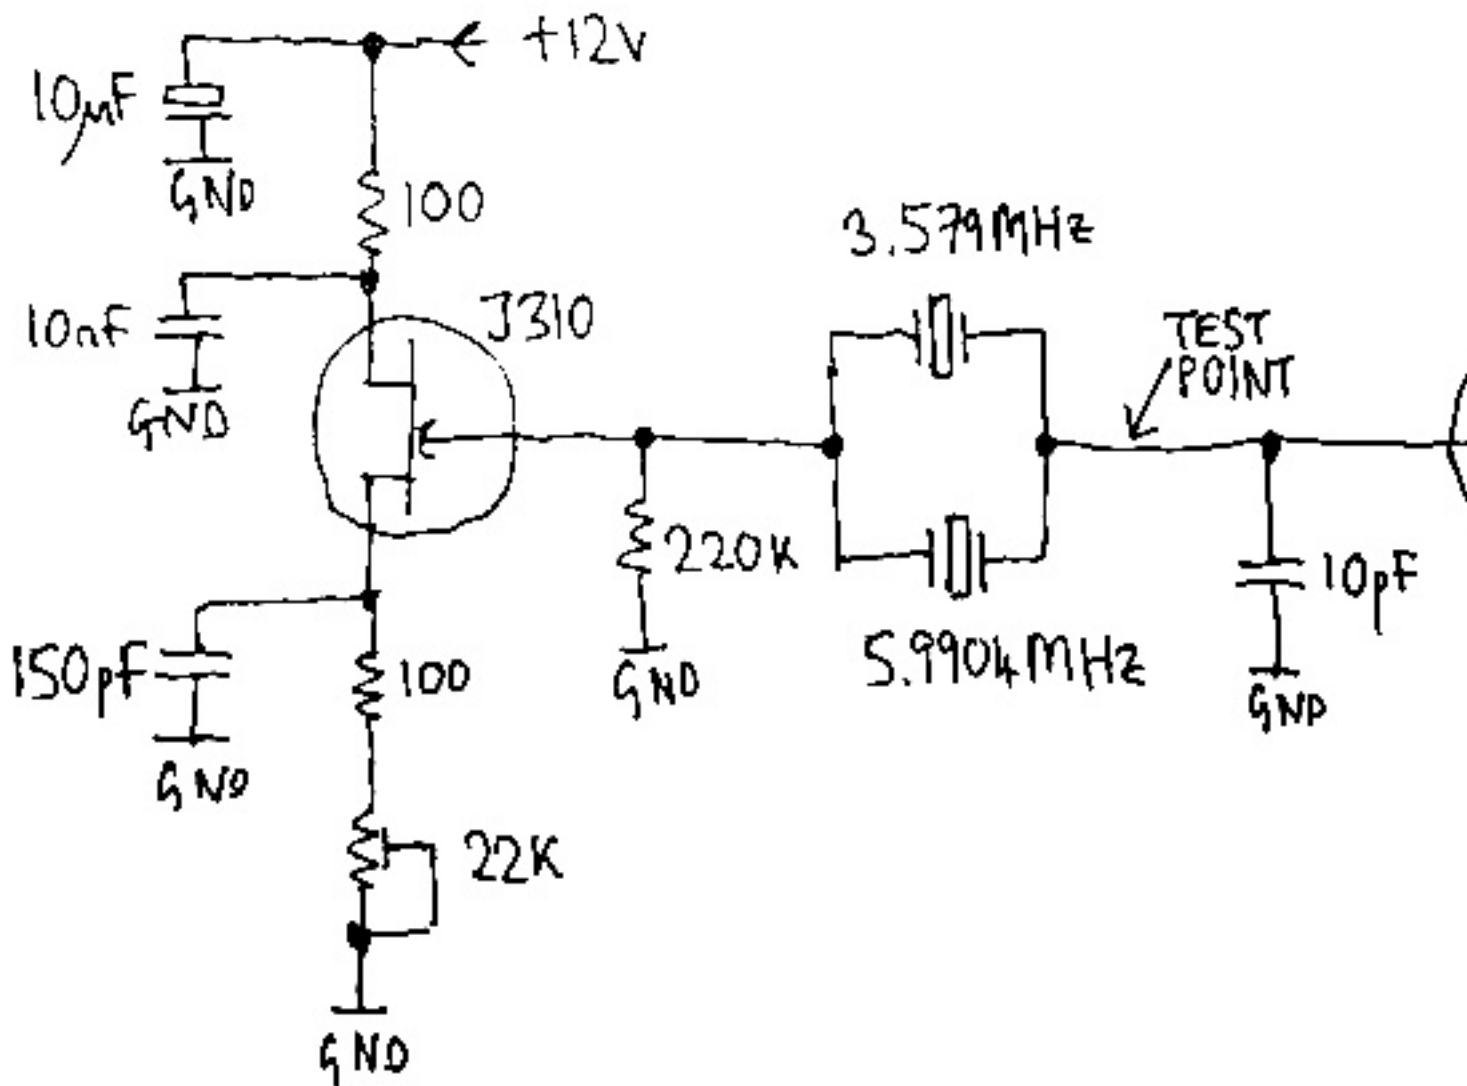 +12v
10µF
GND
100
3.579MHz
J310
10nF
GND
TEST
POINT
220K
10pF
150pF
100
GND
5.9904MHz
GND
GND
22K
GND